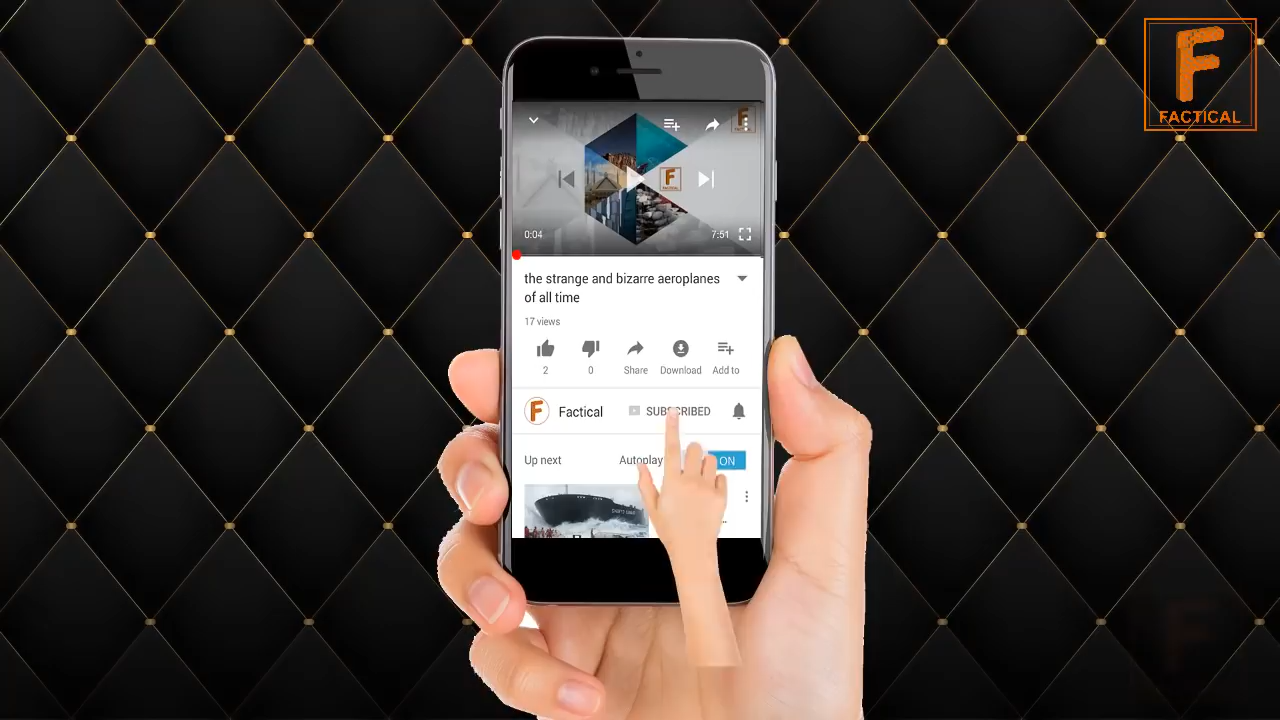 F
FACTICAL
F
0:04
7:51
the strange and bizarre aeroplanes
of all time
17 views
2
0
Share
Download
Add to
F
Factical
SUBSCRIBED
Up next
Autoplay
ON